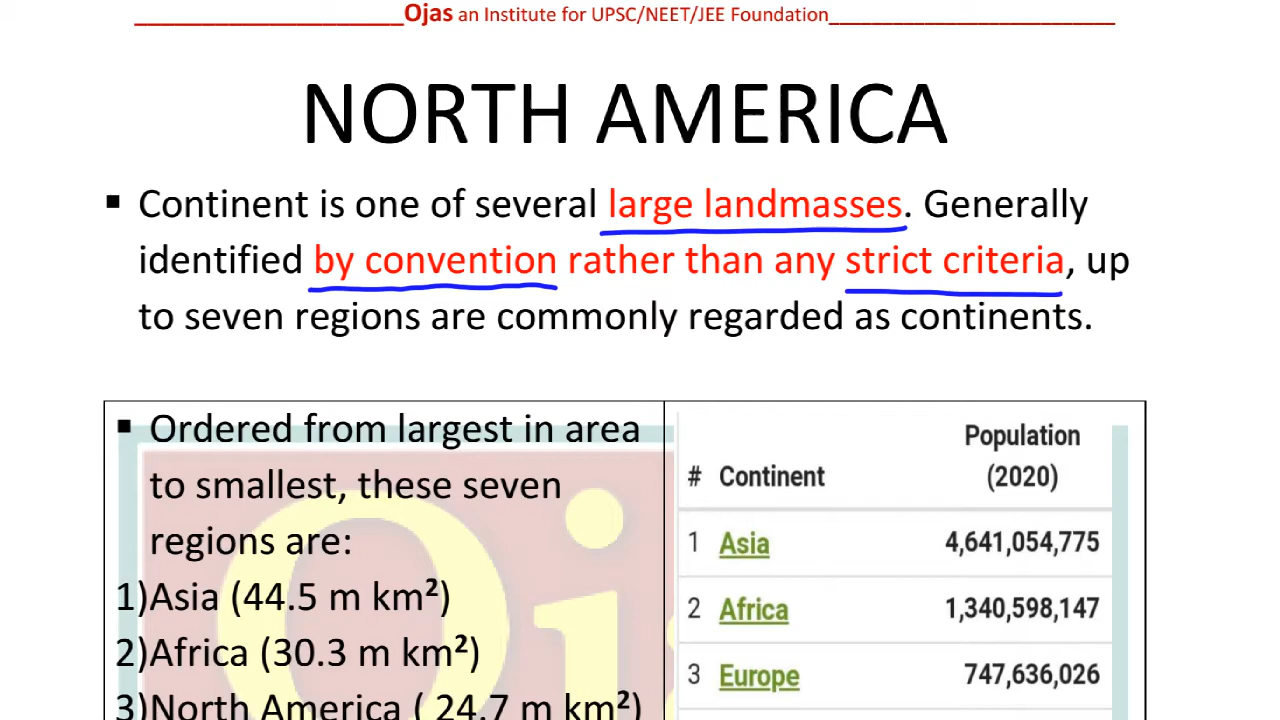 Ojas an Institute for UPSC/NEET/JEE Foundation
NORTH AMERICA
▪ Continent is one of several large landmasses. Generally
identified by convention rather than any strict criteria, up
to seven regions are commonly regarded as continents.
▪ Ordered from largest in area
to smallest, these seven
regions are:
1)Asia (44.5 m km²)
2)Africa (30.3 m km²)
3)North America ( 24.7 m km²)
# Continent Population (2020)
1 Asia 4,641,054,775
2 Africa 1,340,598,147
3 Europe 747,636,026